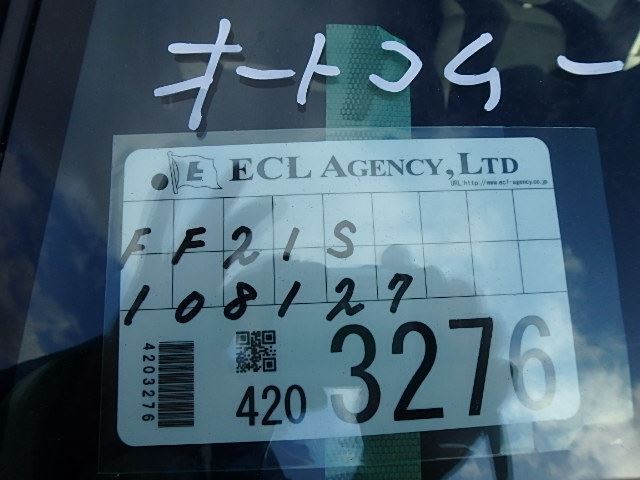 オートコムー
E ECL AGENCY, LTD
URL http://www.ecl-agency.co.jp
FF21S
108127
4203276
420 3276